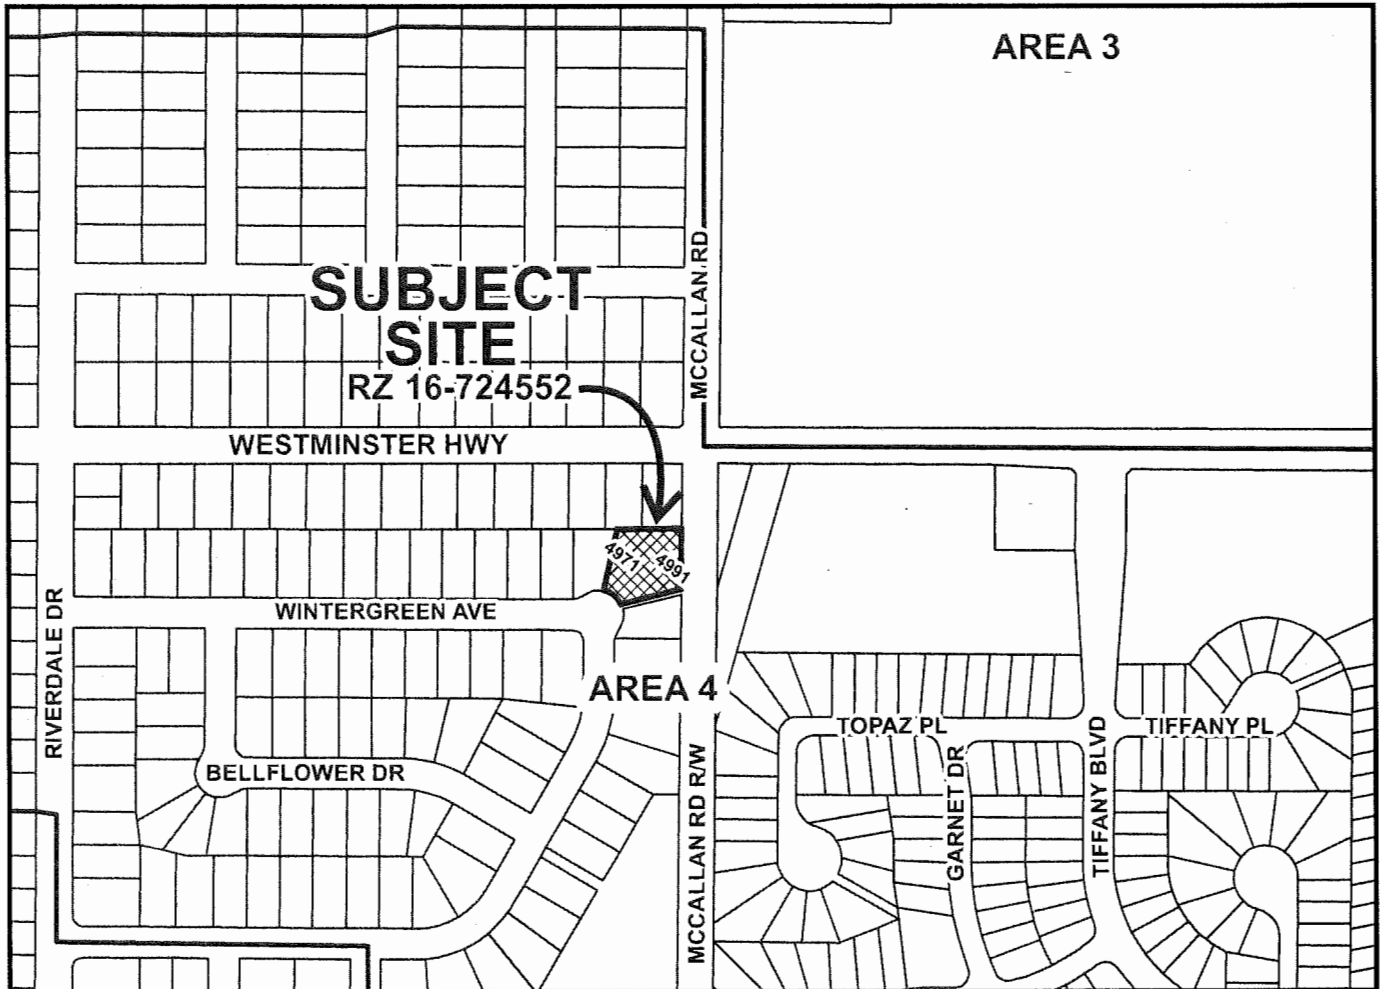 AREA 3
MCCALLAN RD
SUBJECT
SITE
RZ 16-724552
WESTMINSTER HWY
4971
4991
RIVERDALE DR
WINTERGREEN AVE
AREA 4
TOPAZ PL
TIFFANY PL
BELLFLOWER DR
MCCALLAN RD R/W
GARNET DR
TIFFANY BLVD